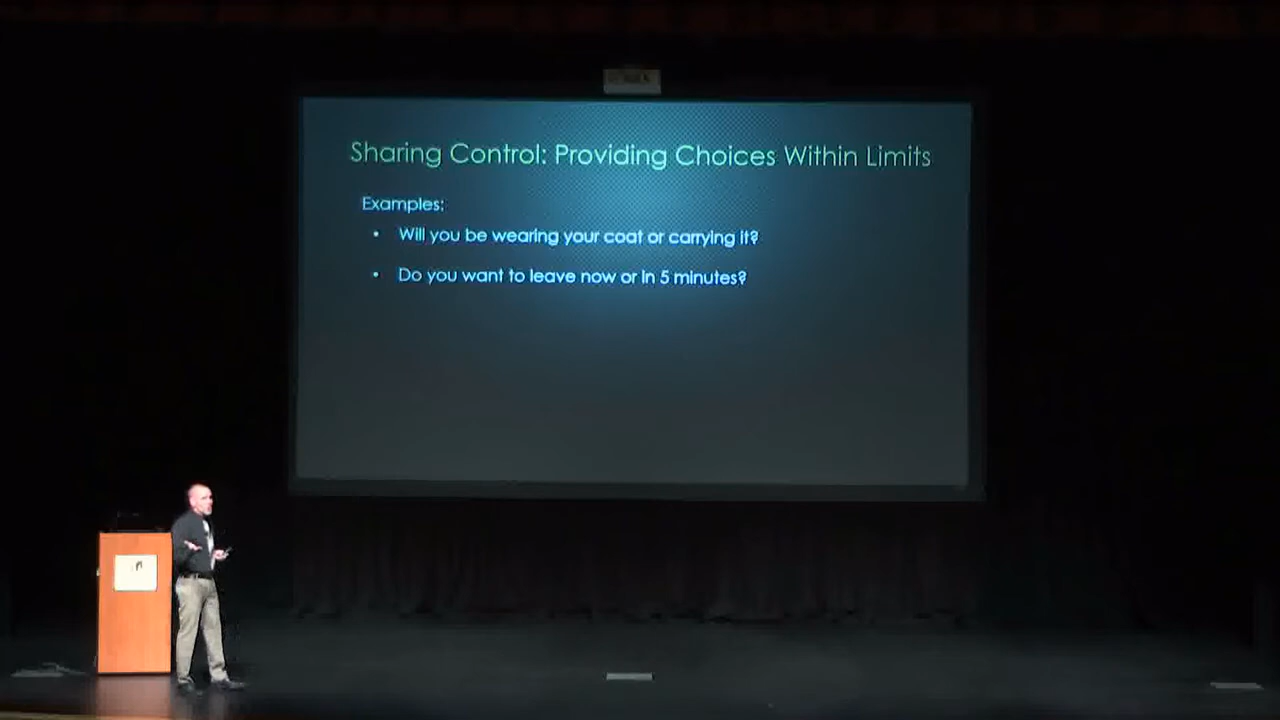 Sharing Control: Providing Choices Within Limits
Examples:
• Will you be wearing your coat or carrying it?
• Do you want to leave now or in 5 minutes?